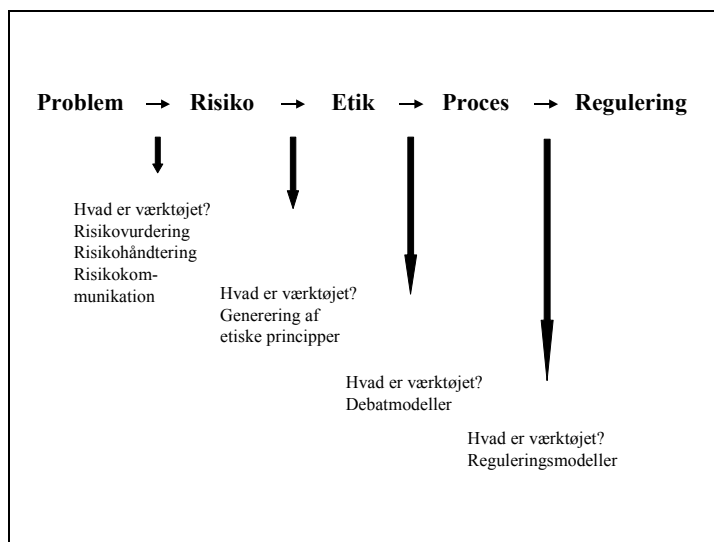 Problem → Risiko → Etik → Proces → Regulering
Hvad er værktøjet?
Risikovurdering
Risikohåndtering
Risikokom-
munikation
Hvad er værktøjet?
Generering af
etiske principper
Hvad er værktøjet?
Debatmodeller
Hvad er værktøjet?
Reguleringsmodeller